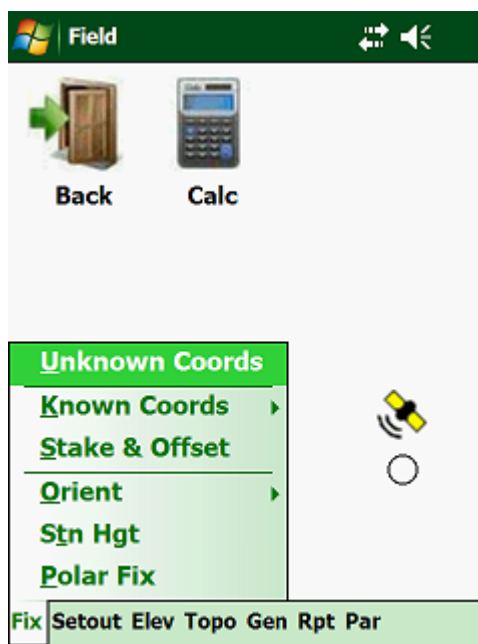 Field
Back Calc
Unknown Coords
Known Coords
Stake & Offset
Orient
Stn Hgt
Polar Fix
Fix Setout Elev Topo Gen Rpt Par